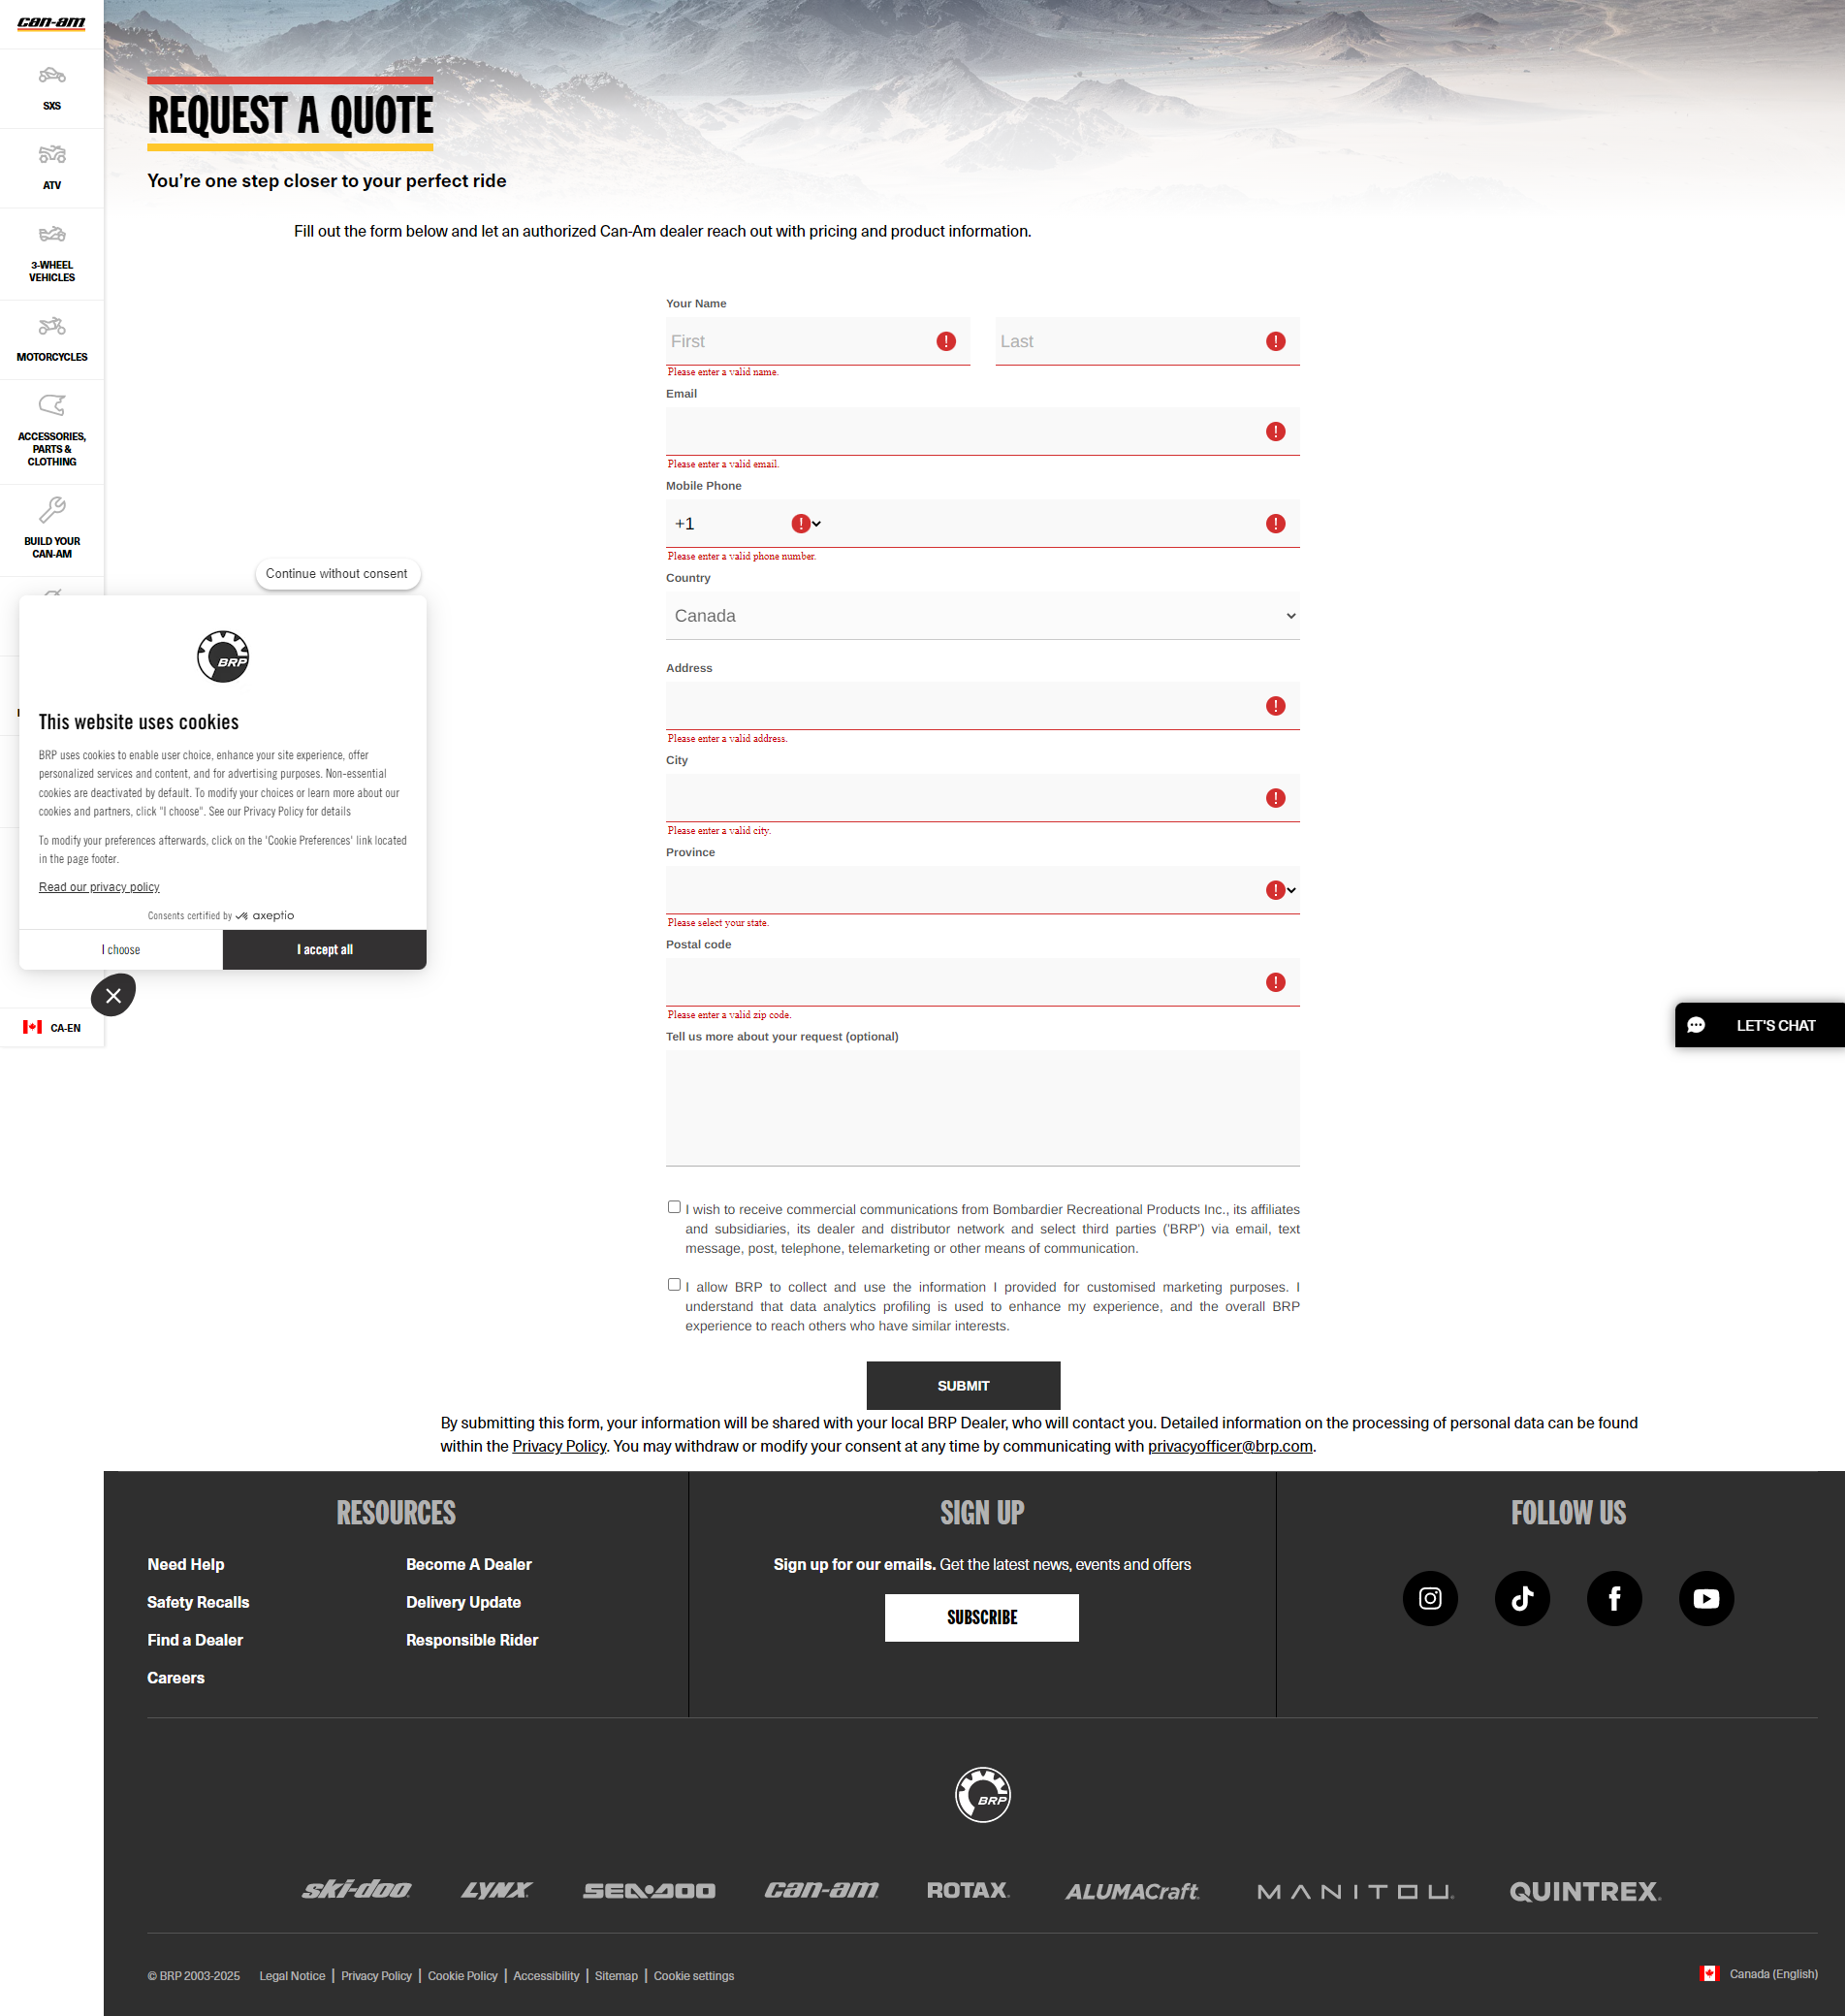 can-am
SXS
ATV
3-WHEEL
VEHICLES
MOTORCYCLES
ACCESSORIES,
PARTS &
CLOTHING
BUILD YOUR
CAN-AM
CA-EN
REQUEST A QUOTE
You're one step closer to your perfect ride
Fill out the form below and let an authorized Can-Am dealer reach out with pricing and product information.
Your Name
First Last
Please enter a valid name.
Email
Please enter a valid email.
Mobile Phone
+1
Please enter a valid phone number.
Country
Canada
Address
Please enter a valid address.
City
Please enter a valid city.
Province
Please select your state.
Postal code
Please enter a valid zip code.
Tell us more about your request (optional)
I wish to receive commercial communications from Bombardier Recreational Products Inc., its affiliates
and subsidiaries, its dealer and distributor network and select third parties ('BRP') via email, text
message, post, telephone, telemarketing or other means of communication.
I allow BRP to collect and use the information I provided for customised marketing purposes. I
understand that data analytics profiling is used to enhance my experience, and the overall BRP
experience to reach others who have similar interests.
SUBMIT
By submitting this form, your information will be shared with your local BRP Dealer, who will contact you. Detailed information on the processing of personal data can be found
within the Privacy Policy. You may withdraw or modify your consent at any time by communicating with privacyofficer@brp.com.
Continue without consent
BRP
This website uses cookies
BRP uses cookies to enable user choice, enhance your site experience, offer
personalized services and content, and for advertising purposes. Non-essential
cookies are deactivated by default. To modify your choices or learn more about our
cookies and partners, click "I choose". See our Privacy Policy for details
To modify your preferences afterwards, click on the 'Cookie Preferences' link located
in the page footer.
Read our privacy policy
Consents certified by axeptio
I choose
I accept all
LET'S CHAT
RESOURCES
Need Help
Safety Recalls
Find a Dealer
Careers
Become A Dealer
Delivery Update
Responsible Rider
SIGN UP
Sign up for our emails. Get the latest news, events and offers
SUBSCRIBE
FOLLOW US
BRP
ski-doo LYNX SEA-DOO can-am ROTAX ALUMACraft MANITOU QUINTREX
© BRP 2003-2025 Legal Notice | Privacy Policy | Cookie Policy | Accessibility | Sitemap | Cookie settings
Canada (English)